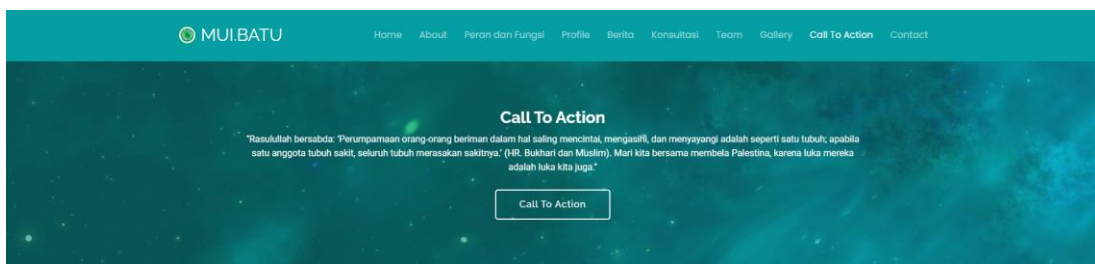 MUI.BATU
Home About Peran dan Fungsi Profile Berita Konsultasi Team Gallery Call To Action Contact
Call To Action
"Rasulullah bersabda: 'Perumpamaan orang-orang beriman dalam hal saling mencintai, mengasihi, dan menyayangi adalah seperti satu tubuh; apabila
satu anggota tubuh sakit, seluruh tubuh merasakan sakitnya.' (HR. Bukhari dan Muslim). Mari kita bersama membela Palestina, karena luka mereka
adalah luka kita juga."
Call To Action